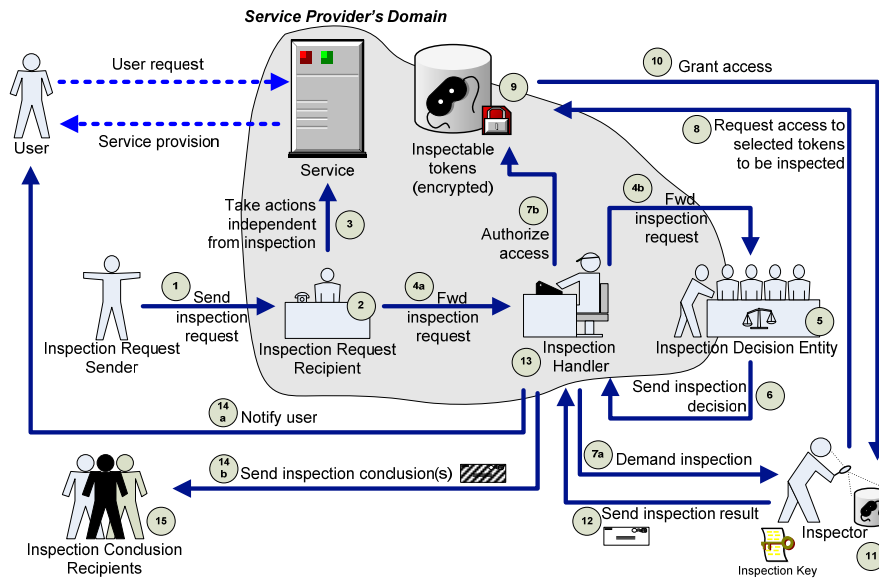 Service Provider's Domain
User request
10
Grant access
9
User
Service provision
Service
Inspectable
tokens
(encrypted)
8
Request access to
selected tokens
to be inspected
Take actions
independent
from inspection
3
7b
Authorize
access
4b
Fwd
inspection
request
1
Send
inspection
request
2
4a
Fwd
inspection
request
5
Inspection Request
Sender
Inspection Request
Recipient
13
Inspection
Handler
Inspection Decision Entity
Send inspection
decision
6
14
a
Notify user
14
b
Send inspection conclusion(s)
7a
Demand inspection
15
Inspection Conclusion
Recipients
12
Send inspection result
Inspector
11
Inspection Key